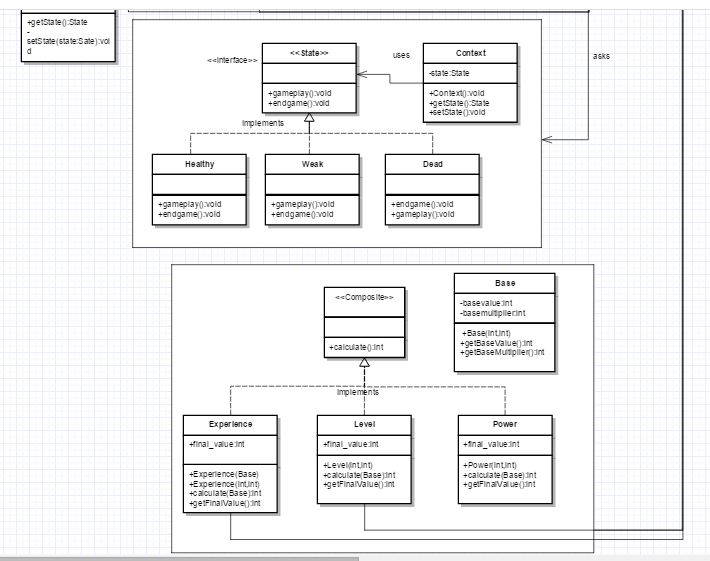 +getState():State
-
setState(state:Sate):voi
d
<<Interface>>
<<State>>
+gameplay():void
+endgame():void
uses
Context
-state:State
+Context():void
+getState():State
+setState():void
asks
Implements
Healthy
+gameplay():void
+endgame():void
Weak
+gameplay():void
+endgame():void
Dead
+endgame():void
+gameplay():void
<<Composite>>
+calculate():int
Base
-basevalue:int
-basemultiplier:int
+Base(int,int)
+getBaseValue():int
+getBaseMultiplier():int
Implements
Experience
+final_value:int
+Experience(Base)
+Experience(int,int)
+calculate(Base):int
+getFinalValue():int
Level
+final_value:int
+Level(int,int)
+calculate(Base):int
+getFinalValue():int
Power
+final_value:int
+Power(int,int)
+calculate(Base):int
+getFinalValue():int